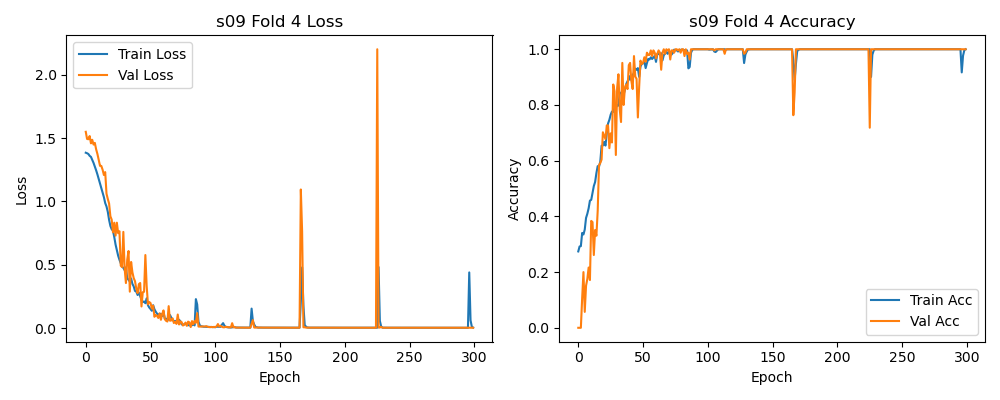 s09 Fold 4 Loss
Train Loss
Val Loss
2.0
1.5
1.0
0.5
0.0
Loss
0 50 100 150 200 250 300
Epoch
s09 Fold 4 Accuracy
1.0
0.8
0.6
0.4
0.2
0.0
Accuracy
Train Acc
Val Acc
0 50 100 150 200 250 300
Epoch